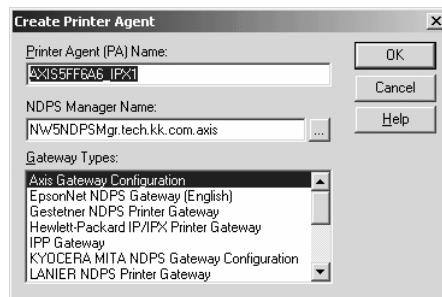 Create Printer Agent
Printer Agent (PA) Name:
AXIS5FF6A6_IPX1
NDPS Manager Name:
NW5NDPSMgr.tech.kk.com.axis
...
Gateway Types:
Axis Gateway Configuration
EpsonNet NDPS Gateway (English)
Gestetner NDPS Printer Gateway
Hewlett-Packard IP/IPX Printer Gateway
IPP Gateway
KYOCERA MITA NDPS Gateway Configuration
LANIER NDPS Printer Gateway
OK
Cancel
Help